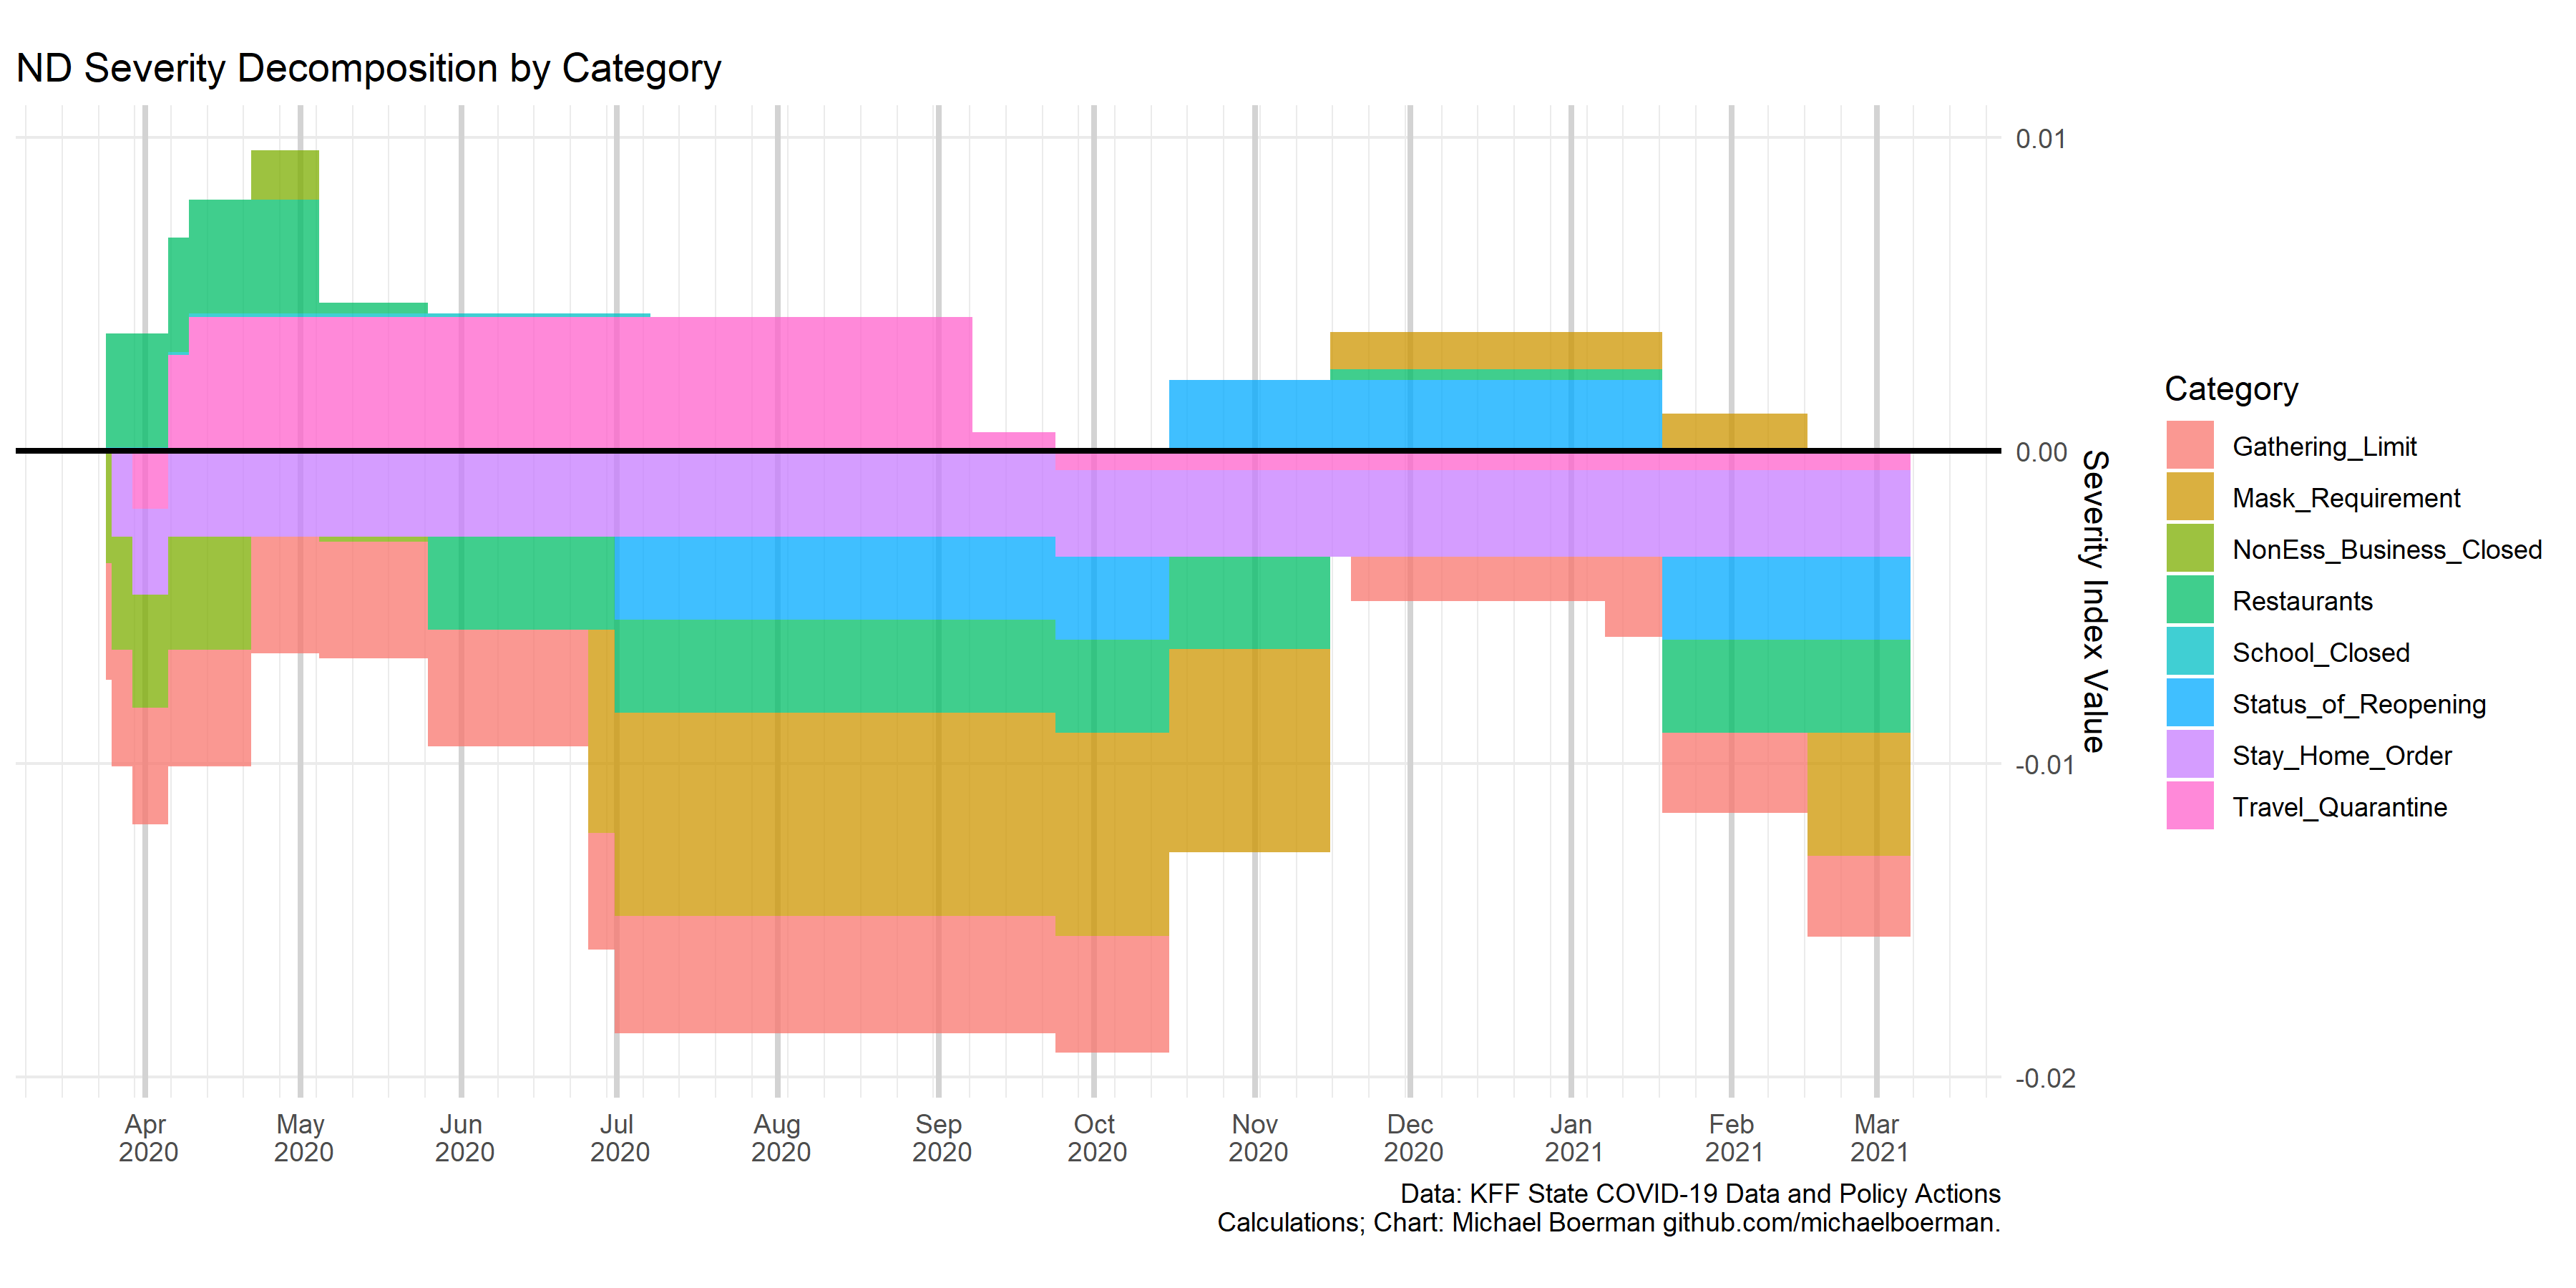 ND Severity Decomposition by Category
0.01
0.00
-0.01
-0.02
Severity Index Value
Apr
2020
May
2020
Jun
2020
Jul
2020
Aug
2020
Sep
2020
Oct
2020
Nov
2020
Dec
2020
Jan
2021
Feb
2021
Mar
2021
Category
Gathering_Limit
Mask_Requirement
NonEss_Business_Closed
Restaurants
School_Closed
Status_of_Reopening
Stay_Home_Order
Travel_Quarantine
Data: KFF State COVID-19 Data and Policy Actions
Calculations; Chart: Michael Boerman github.com/michaelboerman.